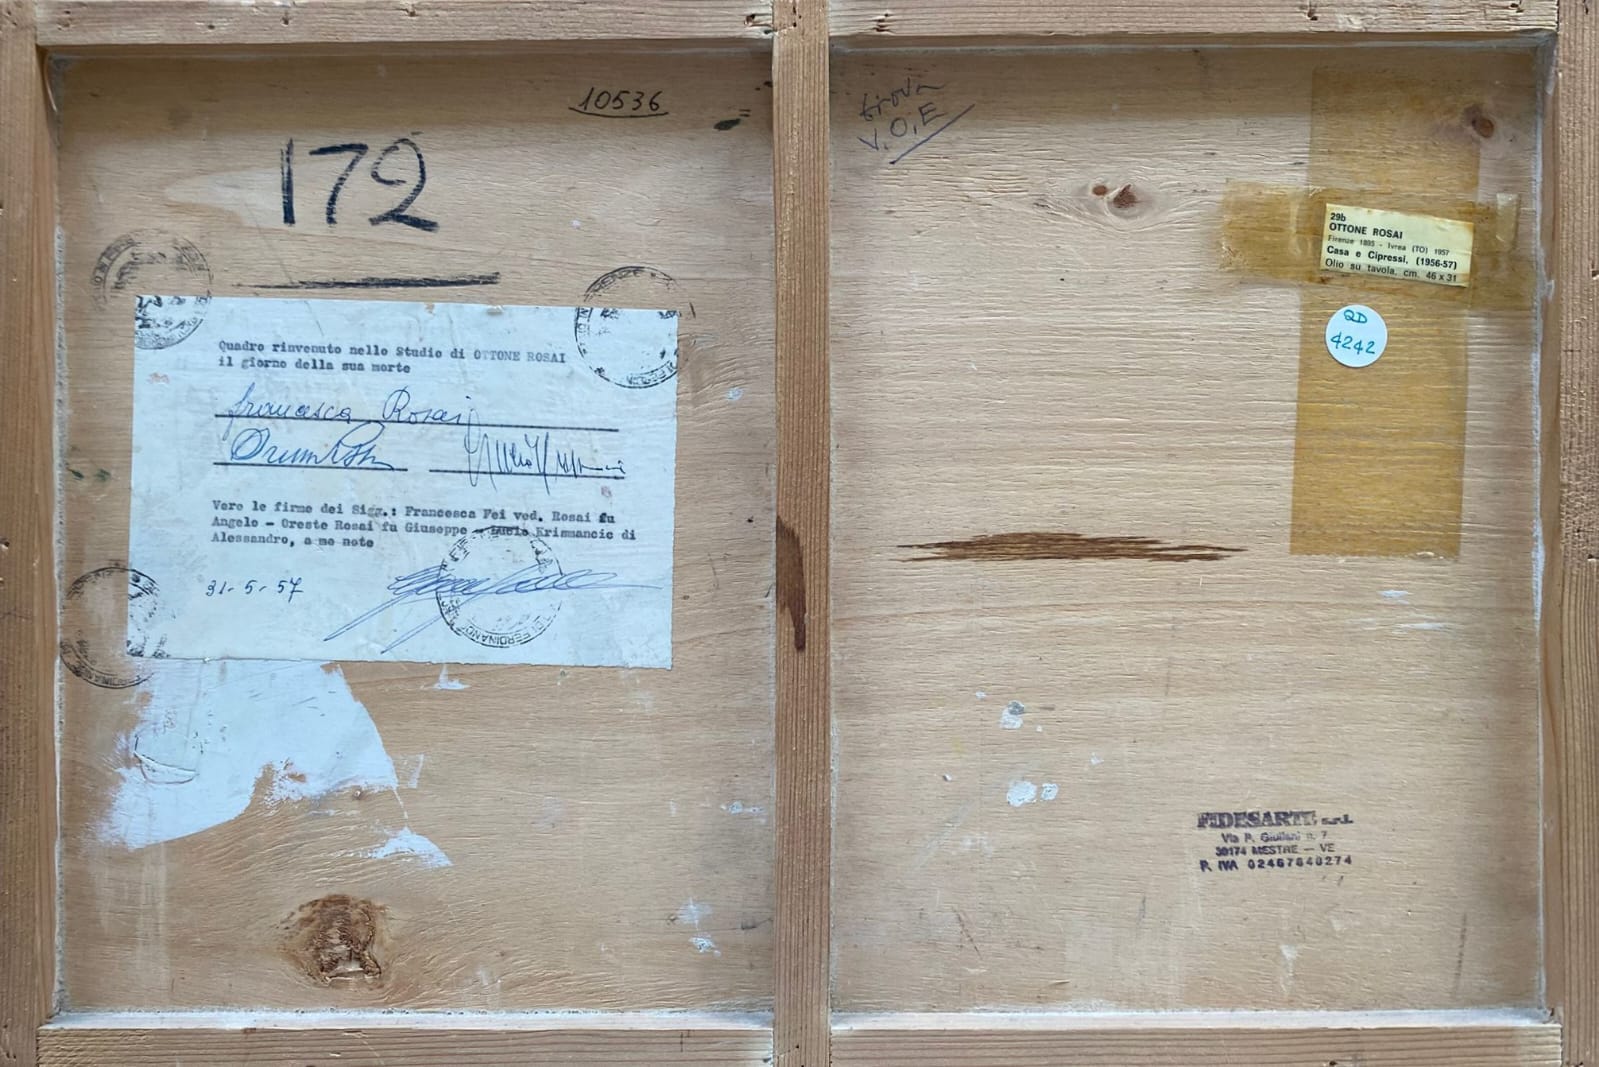 10536
172
Quadro rinvenuto nello Studio di OTTONE ROSAI
il giorno della sua morte
Francesca Rosai
Vere le firme dei Sigg.: Francesca Fei ved. Rosai fu
Angelo - Oreste Rosai fu Giuseppe - Lucio Krismancic di
Alessandro, a me note
31-5-57
V.O.E
29b
OTTONE ROSAI
Firenze 1895 - Ivrea (TO) 1957
Casa e Cipressi, (1956-57)
Olio su tavola, cm. 46 x 31
QD
4242
FIDESARTE s.r.l.
Via P. Giuliani n. 7
30174 MESTRE — VE
P. IVA 02467640274